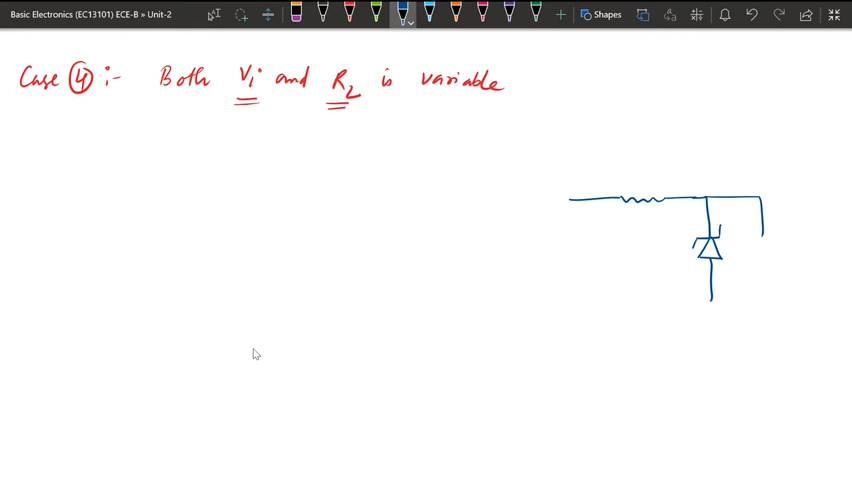 Basic Electronics (EC13101) ECE-B » Unit-2
Shapes
Case 4 :- Both Vi and RL is variable